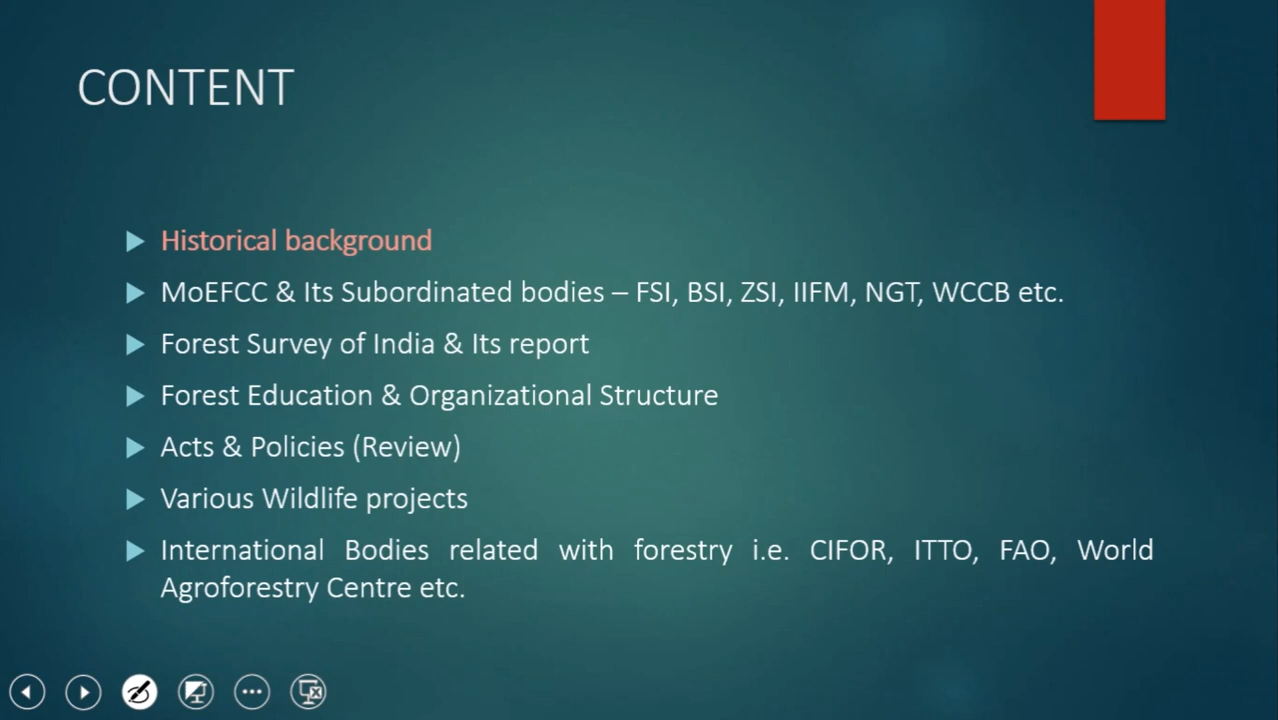 CONTENT
Historical background
MoEFCC & Its Subordinated bodies – FSI, BSI, ZSI, IIFM, NGT, WCCB etc.
Forest Survey of India & Its report
Forest Education & Organizational Structure
Acts & Policies (Review)
Various Wildlife projects
International Bodies related with forestry i.e. CIFOR, ITTO, FAO, World
Agroforestry Centre etc.